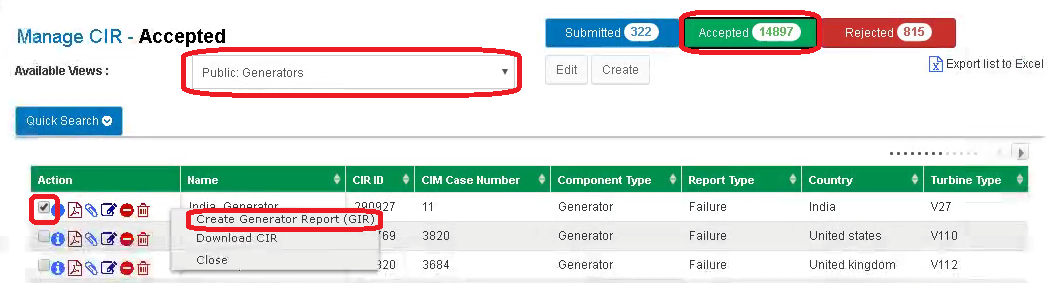 Manage CIR - Accepted
Submitted 322 Accepted 14897 Rejected 815
Available Views :
Public: Generators
Edit Create
Export list to Excel
Quick Search
Action Name CIR ID CIM Case Number Component Type Report Type Country Turbine Type
India_Generator 290927 11 Generator Failure India V27
Create Generator Report (GIR)
769 3820 Generator Failure United states V110
Download CIR
Close
320 3684 Generator Failure United kingdom V112